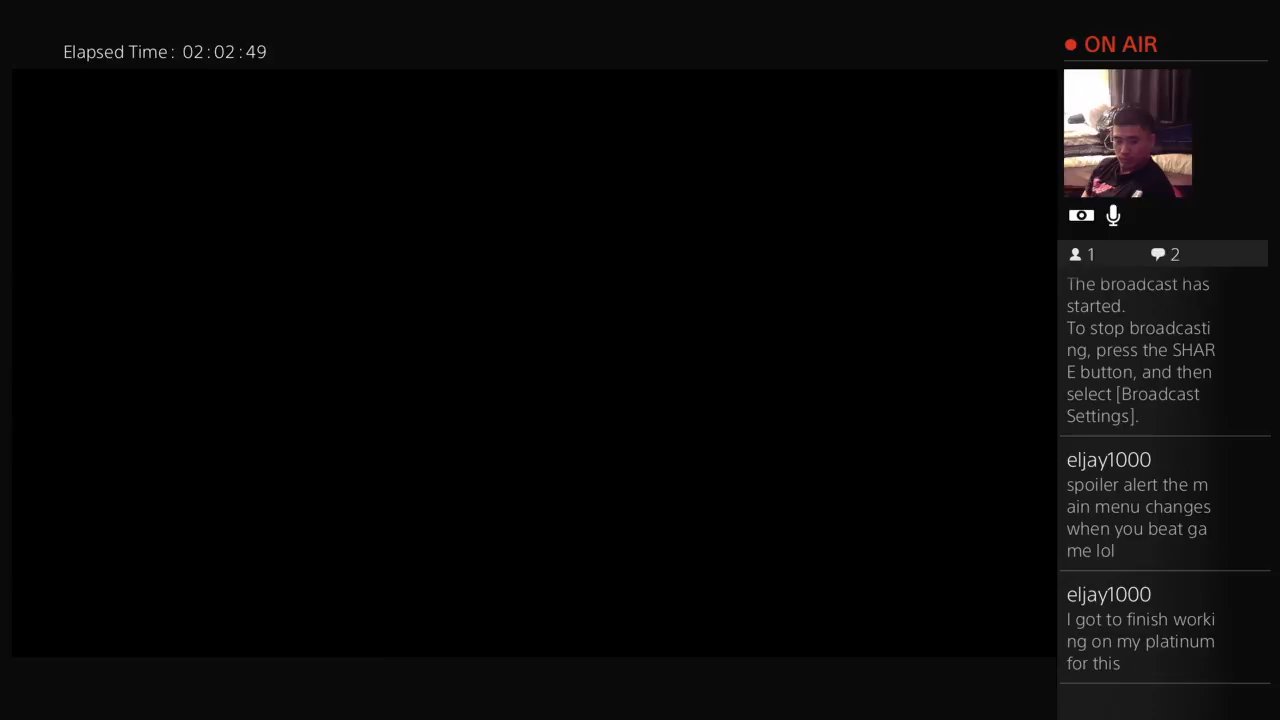 Elapsed Time: 02:02:49
ON AIR
1 2
The broadcast has
started.
To stop broadcasti
ng, press the SHAR
E button, and then
select [Broadcast
Settings].
eljay1000
spoiler alert the m
ain menu changes
when you beat ga
me lol
eljay1000
I got to finish worki
ng on my platinum
for this